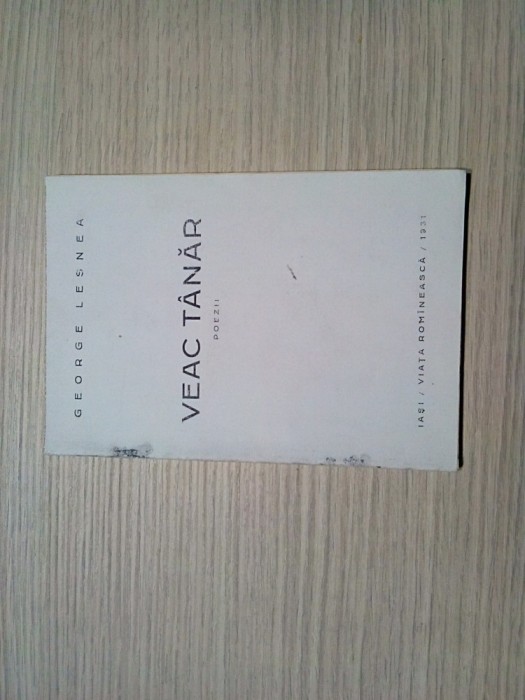 GEORGE LESNEA
VEAC TÂNĂR
POEZII
IAȘI / VIAȚA ROMÎNEASCĂ / 1931